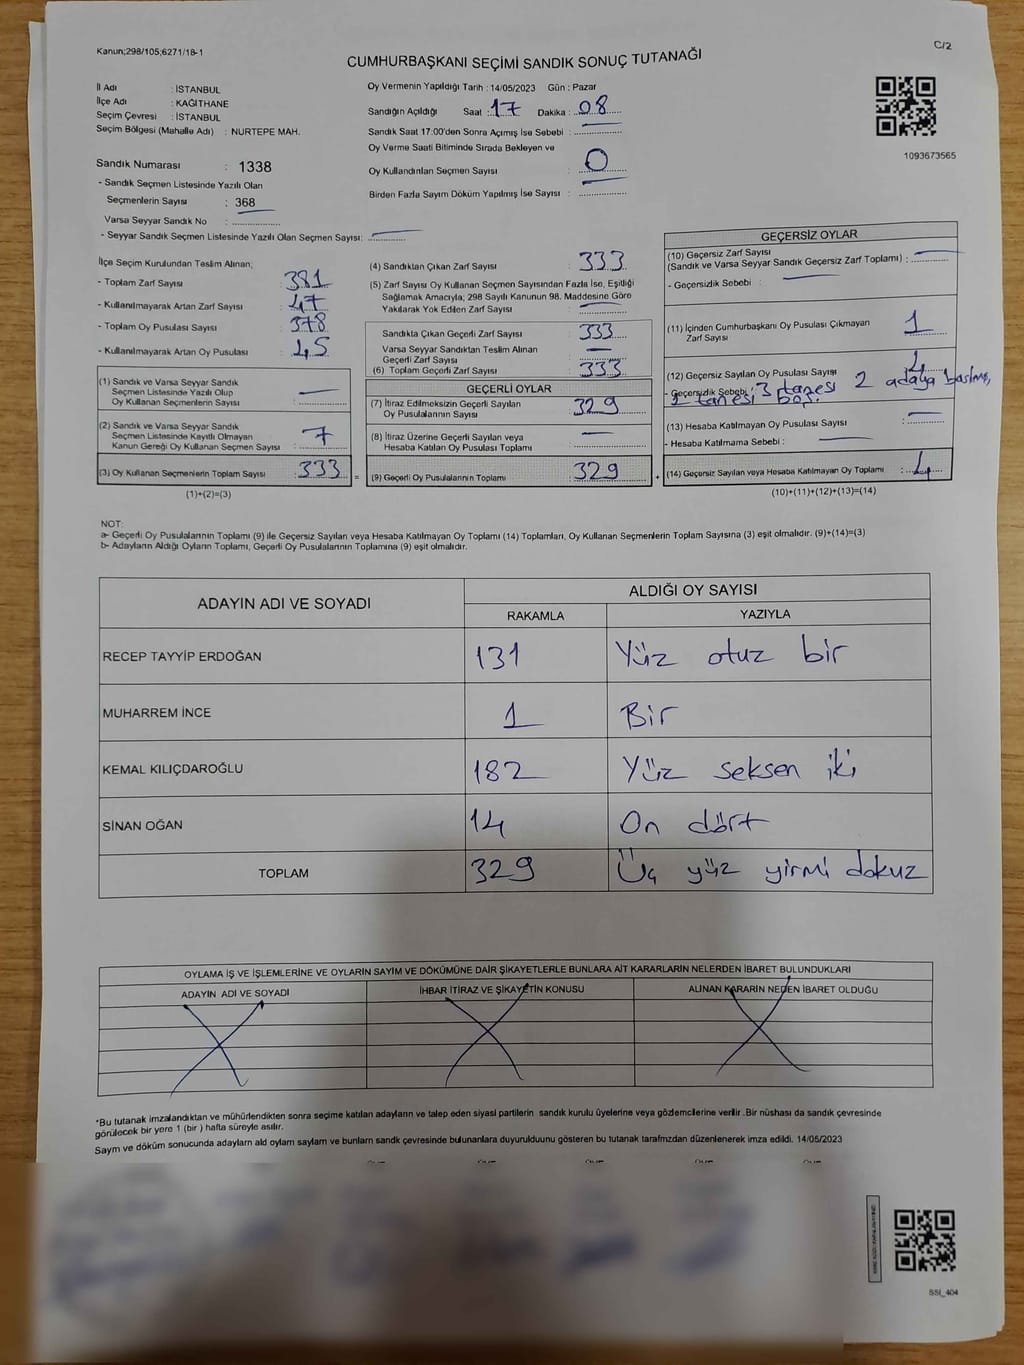 Kanun;298/105;6271/18-1
C/2
CUMHURBAŞKANI SEÇİMİ SANDIK SONUÇ TUTANAĞI
İl Adı : İSTANBUL
İlçe Adı : KAĞITHANE
Seçim Çevresi : İSTANBUL
Seçim Bölgesi (Mahalle Adı) : NURTEPE MAH.
Oy Vermenin Yapıldığı Tarih : 14/05/2023 Gün : Pazar
Sandığın Açıldığı Saat : 17 Dakika : 08
Sandık Saat 17:00'den Sonra Açımış İse Sebebi :
Oy Verme Saati Bitiminde Sırada Bekleyen ve
Oy Kullandırılan Seçmen Sayısı : 0
Birden Fazla Sayım Döküm Yapılmış İse Sayısı :
1093673565
Sandık Numarası : 1338
- Sandık Seçmen Listesinde Yazılı Olan
Seçmenlerin Sayısı : 368
Varsa Seyyar Sandık No :
- Seyyar Sandık Seçmen Listesinde Yazılı Olan Seçmen Sayısı:
İlçe Seçim Kurulundan Teslim Alınan;
- Toplam Zarf Sayısı : 381
- Kullanılmayarak Artan Zarf Sayısı : 47
- Toplam Oy Pusulası Sayısı : 378
- Kullanılmayarak Artan Oy Pusulası : 45
(1) Sandık ve Varsa Seyyar Sandık
Seçmen Listesinde Yazılı Olup
Oy Kullanan Seçmenlerin Sayısı :
(2) Sandık ve Varsa Seyyar Sandık
Seçmen Listesinde Kayıtlı Olmayan
Kanun Gereği Oy Kullanan Seçmen Sayısı : 7
(3) Oy Kullanan Seçmenlerin Toplam Sayısı : 333
(1)+(2)=(3)
(4) Sandıktan Çıkan Zarf Sayısı : 333
(5) Zarf Sayısı Oy Kullanan Seçmen Sayısından Fazla İse, Eşitliği
Sağlamak Amacıyla, 298 Sayılı Kanunun 98. Maddesine Göre
Yakılarak Yok Edilen Zarf Sayısı :
Sandıkta Çıkan Geçerli Zarf Sayısı : 333
Varsa Seyyar Sandıktan Teslim Alınan
Geçerli Zarf Sayısı :
(6) Toplam Geçerli Zarf Sayısı : 333
GEÇERLİ OYLAR
(7) İtiraz Edilmeksizin Geçerli Sayılan
Oy Pusulalarının Sayısı : 329
(8) İtiraz Üzerine Geçerli Sayılan veya
Hesaba Katılan Oy Pusulası Toplamı :
(9) Geçerli Oy Pusulalarının Toplamı : 329
GEÇERSİZ OYLAR
(10) Geçersiz Zarf Sayısı
(Sandık ve Varsa Seyyar Sandık Geçersiz Zarf Toplamı) :
- Geçersizlik Sebebi :
(11) İçinden Cumhurbaşkanı Oy Pusulası Çıkmayan
Zarf Sayısı : 1
(12) Geçersiz Sayılan Oy Pusulası Sayısı
- Geçersizlik Sebebi : 3 tanesi 2 adaya basılmış,
tanesi boş.
(13) Hesaba Katılmayan Oy Pusulası Sayısı :
- Hesaba Katılmama Sebebi :
(14) Geçersiz Sayılan veya Hesaba Katılmayan Oy Toplamı : 4
(10)+(11)+(12)+(13)=(14)
NOT:
a- Geçerli Oy Pusulalarının Toplamı (9) ile Geçersiz Sayılan veya Hesaba Katılmayan Oy Toplamı (14) Toplamları, Oy Kullanan Seçmenlerin Toplam Sayısına (3) eşit olmalıdır. (9)+(14)=(3)
b- Adayların Aldığı Oyların Toplamı, Geçerli Oy Pusulalarının Toplamına (9) eşit olmalıdır.
ADAYIN ADI VE SOYADI
ALDIĞI OY SAYISI
RAKAMLA YAZIYLA
RECEP TAYYİP ERDOĞAN 131 Yüz otuz bir
MUHARREM İNCE 1 Bir
KEMAL KILIÇDAROĞLU 182 Yüz seksen iki
SİNAN OĞAN 14 On dört
TOPLAM 329 Üç yüz yirmi dokuz
OYLAMA İŞ VE İŞLEMLERİNE VE OYLARIN SAYIM VE DÖKÜMÜNE DAİR ŞİKAYETLERLE BUNLARA AİT KARARLARIN NELERDEN İBARET BULUNDUKLARI
ADAYIN ADI VE SOYADI İHBAR İTİRAZ VE ŞİKAYETİN KONUSU ALINAN KARARIN NEDEN İBARET OLDUĞU
*Bu tutanak imzalandıktan ve mühürlendikten sonra seçime katılan adayların ve talep eden siyasi partilerin sandık kurulu üyelerine veya gözlemcilerine verilir .Bir nüshası da sandık çevresinde
görülecek bir yere 1 (bir ) hafta süreyle asılır.
Saym ve döküm sonucunda adayların ald oyların saylam ve bunların sandk çevresinde bulunanlara duyurulduunu gösteren bu tutanak tarafmzdan düzenlenerek imza edildi. 14/05/2023
SSI_404